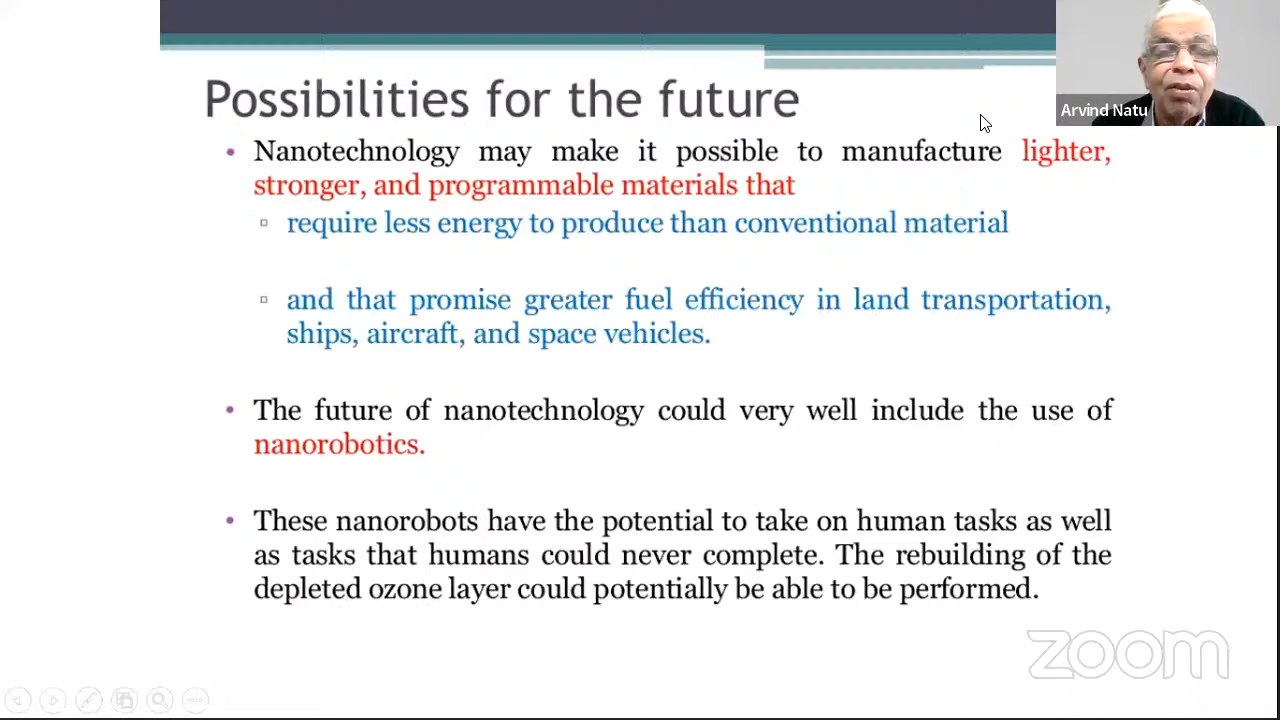 Possibilities for the future
Arvind Natu
• Nanotechnology may make it possible to manufacture lighter,
stronger, and programmable materials that
▫ require less energy to produce than conventional material
▫ and that promise greater fuel efficiency in land transportation,
ships, aircraft, and space vehicles.
• The future of nanotechnology could very well include the use of
nanorobotics.
• These nanorobots have the potential to take on human tasks as well
as tasks that humans could never complete. The rebuilding of the
depleted ozone layer could potentially be able to be performed.
zoom